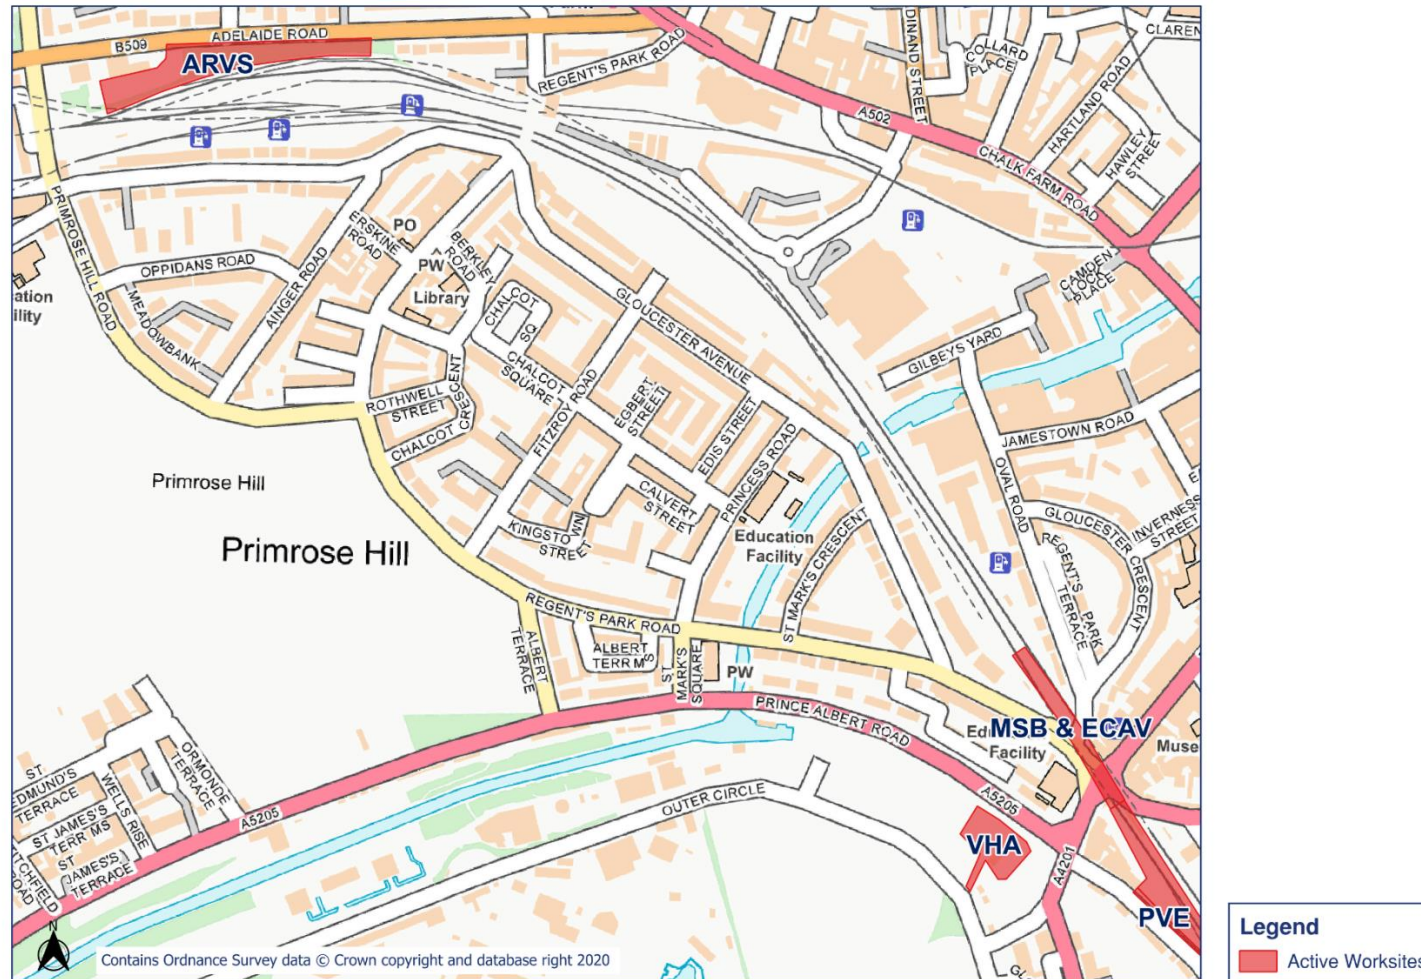 B509
ADELAIDE ROAD
ARVS
REGENT'S PARK ROAD
DINAND STREET
COLLARD
PLACE
CLAREN
HARTLAND ROAD
HAWLEY
STREET
A502
CHALK FARM ROAD
PRIMROSE HILL ROAD
ERSKINE
ROAD
PO
PW
BERKLEY
ROAD
Library
OPPIDANS ROAD
MEADOWBANK
AINGER ROAD
CHALCOT
SQ
CHALCOT
SQUARE
GLOUCESTER AVENUE
CAMDEN
LOCK
PLACE
GILBEYS YARD
ation
ility
ROTHWELL
STREET
CHALCOT
CRESCENT
FITZROY ROAD
EGBERT
STREET
EDIS STREET
PRINCESS ROAD
JAMESTOWN ROAD
OVAL ROAD
Primrose Hill
Primrose Hill
CALVERT
STREET
KINGSTO
NW
STREET
Education
Facility
ST MARK'S CRESCENT
GLOUCESTER CRESCENT
INVERNESS
STREET
REGENT'S PARK
TERRACE
REGENT'S PARK ROAD
ALBERT
TERRACE
ALBERT
TERR M
S
ST
MARK'S
SQUARE
PW
PRINCE ALBERT ROAD
MSB & ECAV
Edu
Facility
Muse
ORMONDE
TERRACE
ST
EDMUND'S
TERRACE
WELLS RISE
ST JAMES'S
TERR MS
ST
JAMES'S
TERRACE
TCHFIELD
ROAD
A5205
OUTER CIRCLE
A5205
VHA
A4201
PVE
N
Contains Ordnance Survey data © Crown copyright and database right 2020
Legend
Active Worksites